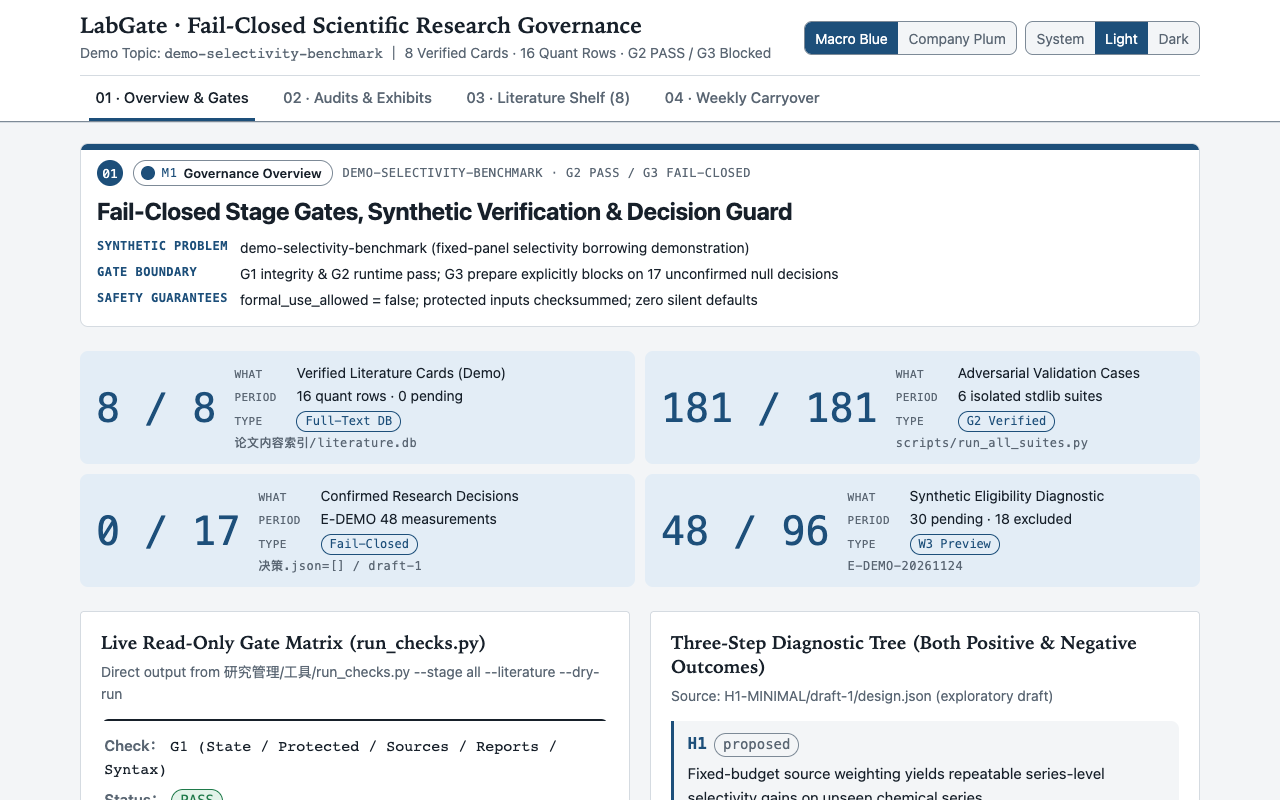 LabGate · Fail-Closed Scientific Research Governance
Demo Topic: demo-selectivity-benchmark | 8 Verified Cards · 16 Quant Rows · G2 PASS / G3 Blocked
Macro Blue
Company Plum
System
Light
Dark
01 · Overview & Gates
02 · Audits & Exhibits
03 · Literature Shelf (8)
04 · Weekly Carryover
01
M1 Governance Overview
DEMO-SELECTIVITY-BENCHMARK · G2 PASS / G3 FAIL-CLOSED
Fail-Closed Stage Gates, Synthetic Verification & Decision Guard
SYNTHETIC PROBLEM demo-selectivity-benchmark (fixed-panel selectivity borrowing demonstration)
GATE BOUNDARY G1 integrity & G2 runtime pass; G3 prepare explicitly blocks on 17 unconfirmed null decisions
SAFETY GUARANTEES formal_use_allowed = false; protected inputs checksummed; zero silent defaults
8 / 8
WHAT Verified Literature Cards (Demo)
PERIOD 16 quant rows · 0 pending
TYPE Full-Text DB
论文内容索引/literature.db
181 / 181
WHAT Adversarial Validation Cases
PERIOD 6 isolated stdlib suites
TYPE G2 Verified
scripts/run_all_suites.py
0 / 17
WHAT Confirmed Research Decisions
PERIOD E-DEMO 48 measurements
TYPE Fail-Closed
决策.json=[] / draft-1
48 / 96
WHAT Synthetic Eligibility Diagnostic
PERIOD 30 pending · 18 excluded
TYPE W3 Preview
E-DEMO-20261124
Live Read-Only Gate Matrix (run_checks.py)
Direct output from 研究管理/工具/run_checks.py --stage all --literature --dry-
run
Check: G1 (State / Protected / Sources / Reports /
Syntax)
Status: PASS
Three-Step Diagnostic Tree (Both Positive & Negative
Outcomes)
Source: H1-MINIMAL/draft-1/design.json (exploratory draft)
H1 proposed
Fixed-budget source weighting yields repeatable series-level
selectivity gains on unseen chemical series